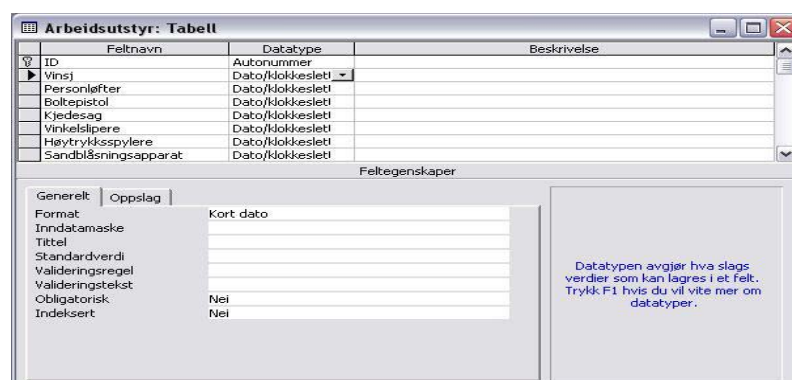 Arbeidsutstyr: Tabell
Feltnavn Datatype Beskrivelse
ID Autonummer
Vinsj Dato/klokkeslett
Personløfter Dato/klokkeslett
Boltepistol Dato/klokkeslett
Kjedesag Dato/klokkeslett
Vinkelslipere Dato/klokkeslett
Høytrykksspylere Dato/klokkeslett
Sandblåsningsapparat Dato/klokkeslett
Feltegenskaper
Generelt Oppslag
Format Kort dato
Inndatamaske
Tittel
Standardverdi
Valideringsregel
Valideringstekst
Obligatorisk Nei
Indeksert Nei
Datatypen avgjør hva slags
verdier som kan lagres i et felt.
Trykk F1 hvis du vil vite mer om
datatyper.